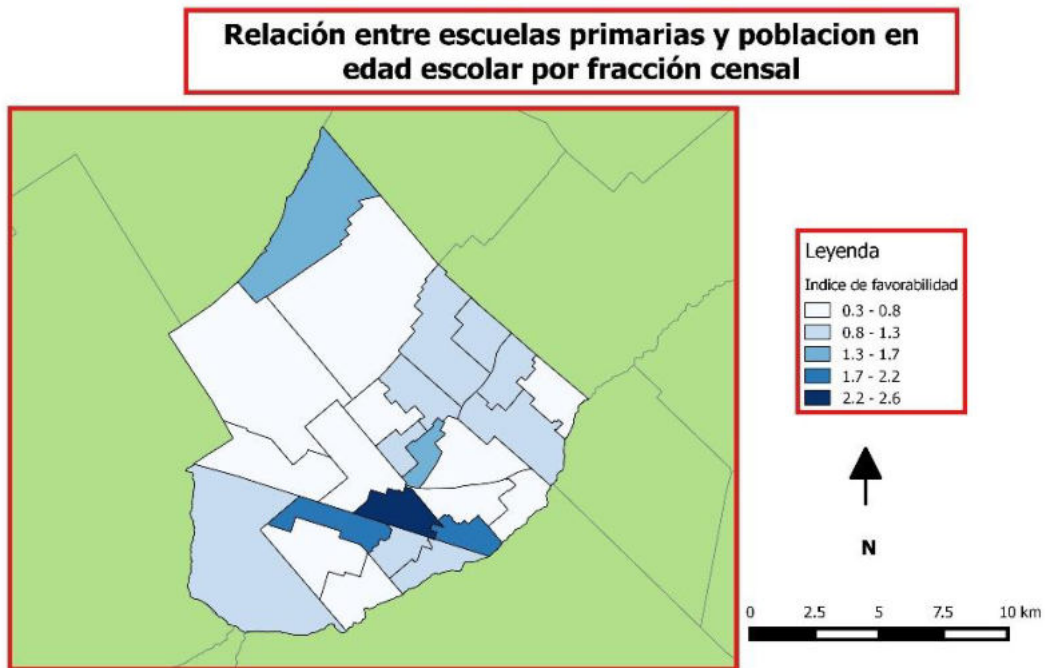 Relación entre escuelas primarias y poblacion en
edad escolar por fracción censal
Leyenda
Indice de favorabilidad
0.3 - 0.8
0.8 - 1.3
1.3 - 1.7
1.7 - 2.2
2.2 - 2.6
N
0 2.5 5 7.5 10 km